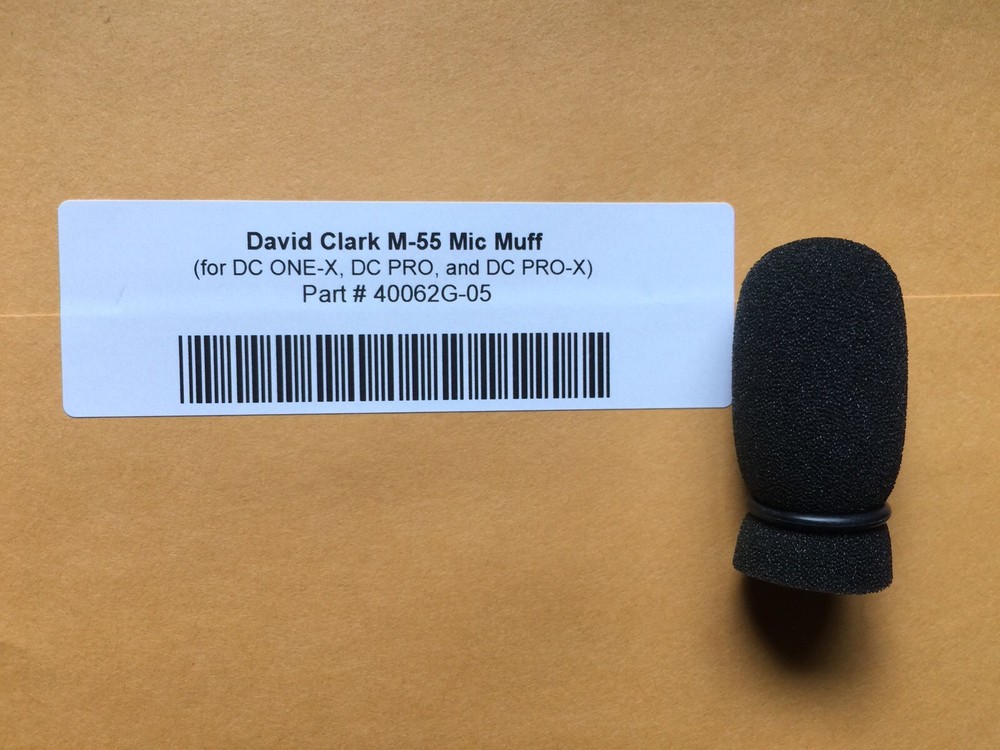 David Clark M-55 Mic Muff
(for DC ONE-X, DC PRO, and DC PRO-X)
Part # 40062G-05